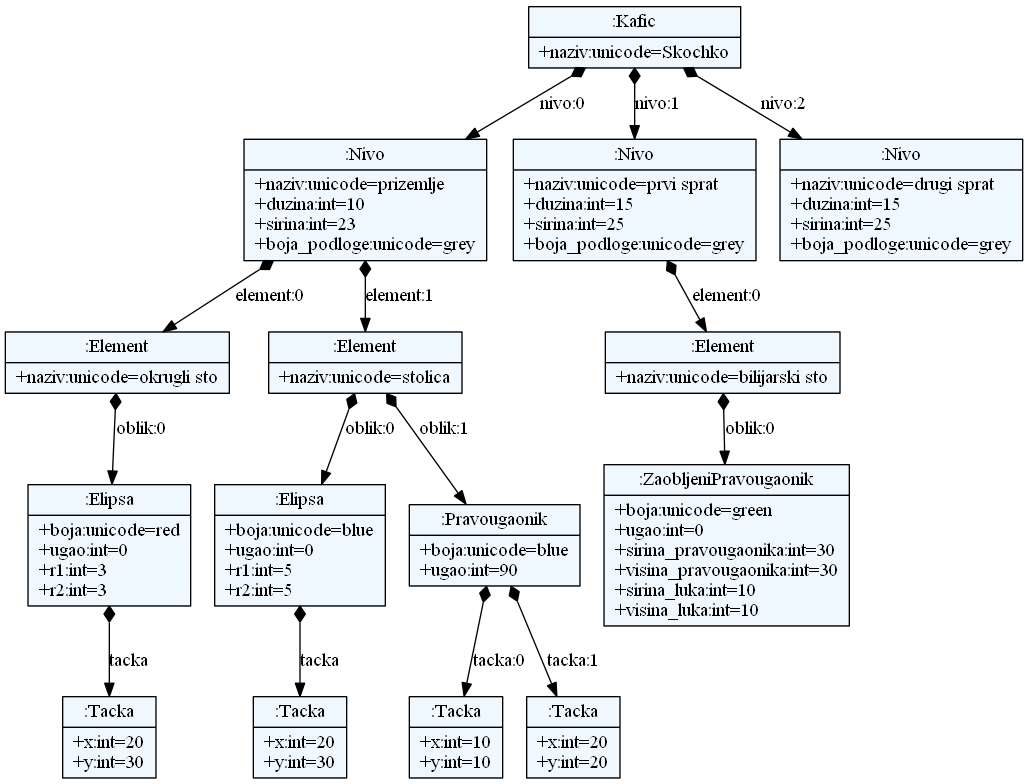 :Kafic
+naziv:unicode=Skochko
nivo:0
nivo:1
nivo:2
:Nivo
+naziv:unicode=prizemlje
+duzina:int=10
+sirina:int=23
+boja_podloge:unicode=grey
:Nivo
+naziv:unicode=prvi sprat
+duzina:int=15
+sirina:int=25
+boja_podloge:unicode=grey
:Nivo
+naziv:unicode=drugi sprat
+duzina:int=15
+sirina:int=25
+boja_podloge:unicode=grey
element:0
element:1
element:0
:Element
+naziv:unicode=okrugli sto
:Element
+naziv:unicode=stolica
:Element
+naziv:unicode=bilijarski sto
oblik:0
oblik:0
oblik:1
oblik:0
:Elipsa
+boja:unicode=red
+ugao:int=0
+r1:int=3
+r2:int=3
:Elipsa
+boja:unicode=blue
+ugao:int=0
+r1:int=5
+r2:int=5
:Pravougaonik
+boja:unicode=blue
+ugao:int=90
:ZaobljeniPravougaonik
+boja:unicode=green
+ugao:int=0
+sirina_pravougaonika:int=30
+visina_pravougaonika:int=30
+sirina_luka:int=10
+visina_luka:int=10
tacka
tacka
tacka:0
tacka:1
:Tacka
+x:int=20
+y:int=30
:Tacka
+x:int=20
+y:int=30
:Tacka
+x:int=10
+y:int=10
:Tacka
+x:int=20
+y:int=20